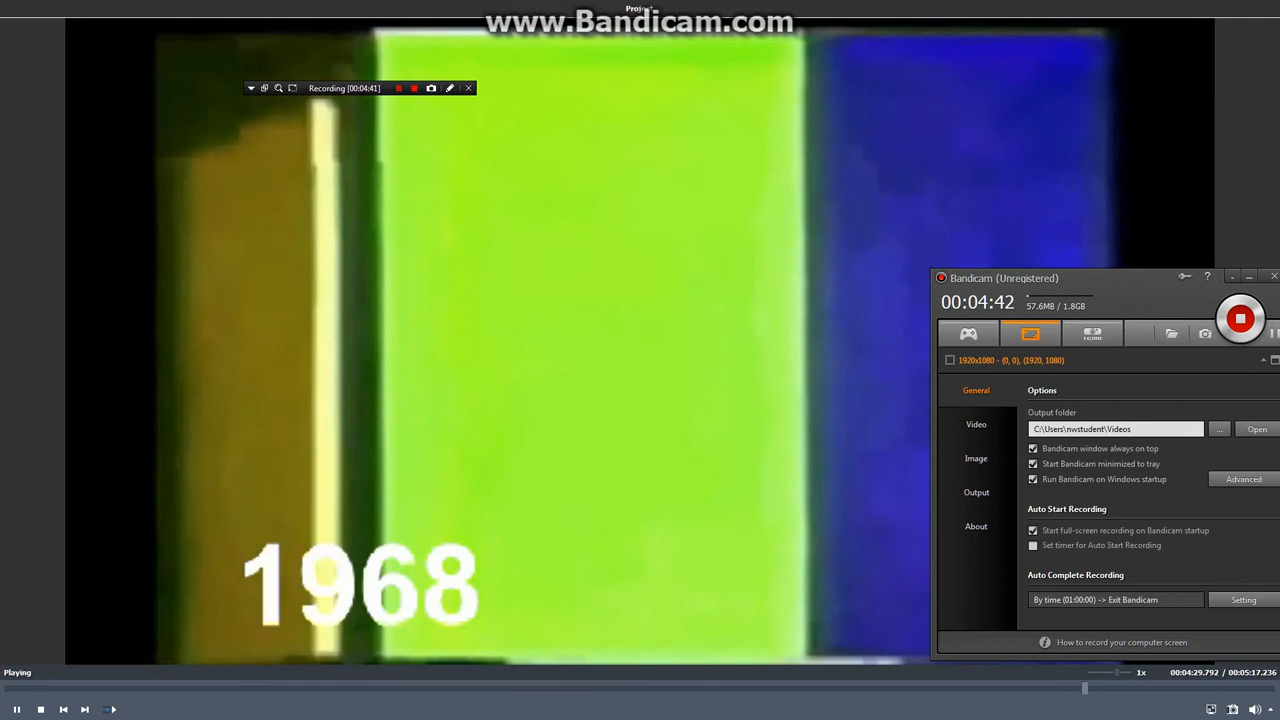 Project
www.Bandicam.com
Recording [00:04:41]
Bandicam (Unregistered)
?
00:04:42
57.6MB / 1.8GB
HDMI
1920x1080 - (0, 0), (1920, 1080)
General
Options
Output folder
C:\Users\nwstudent\Videos
...
Open
Video
Bandicam window always on top
Image
Start Bandicam minimized to tray
Run Bandicam on Windows startup
Advanced
Output
Auto Start Recording
About
Start full-screen recording on Bandicam startup
Set timer for Auto Start Recording
Auto Complete Recording
By time (01:00:00) -> Exit Bandicam
Setting
How to record your computer screen
1968
Playing
1x
00:04:29.792 / 00:05:17.236